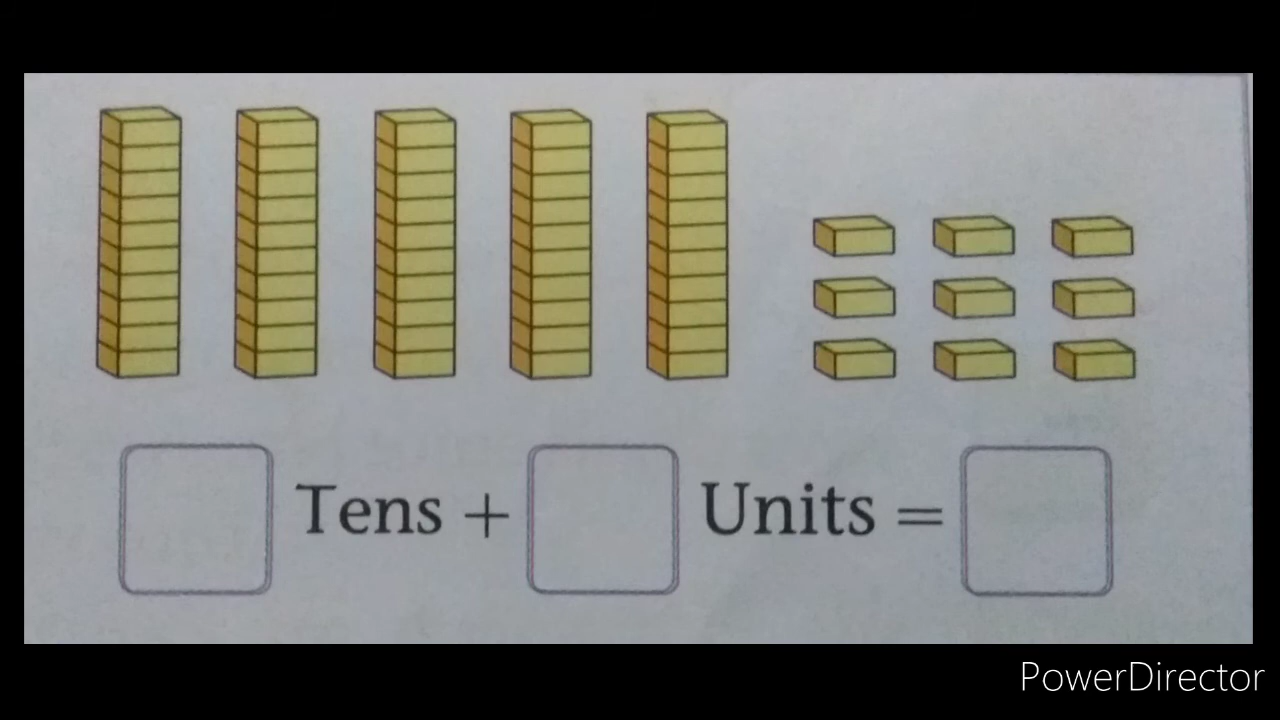 Tens + Units =
PowerDirector